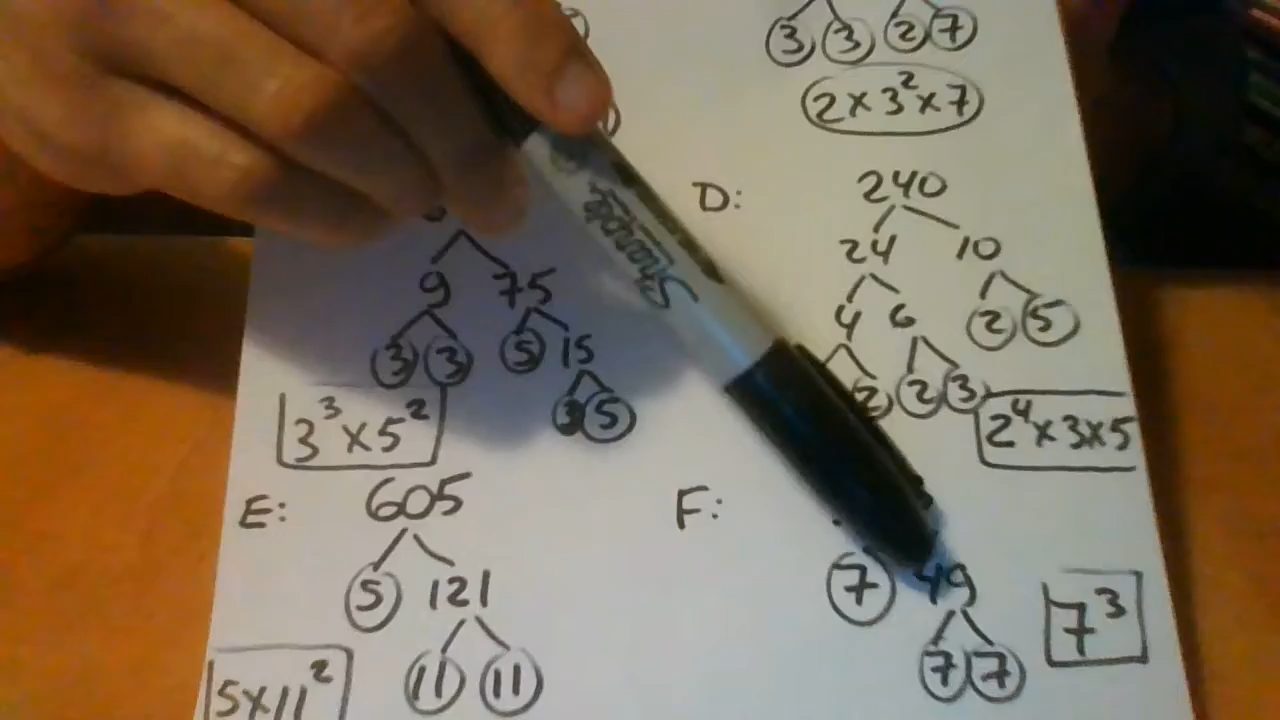 3 3 2 7
2 × 3² × 7
D: 240
24 10
4 6 2 5
2 2 3
2⁴ × 3 × 5
9 75
3 3 5 15
3 5
3³ × 5²
Sharpie
E: 605
5 121
11 11
5 × 11²
F:
7 49
7 7
7³